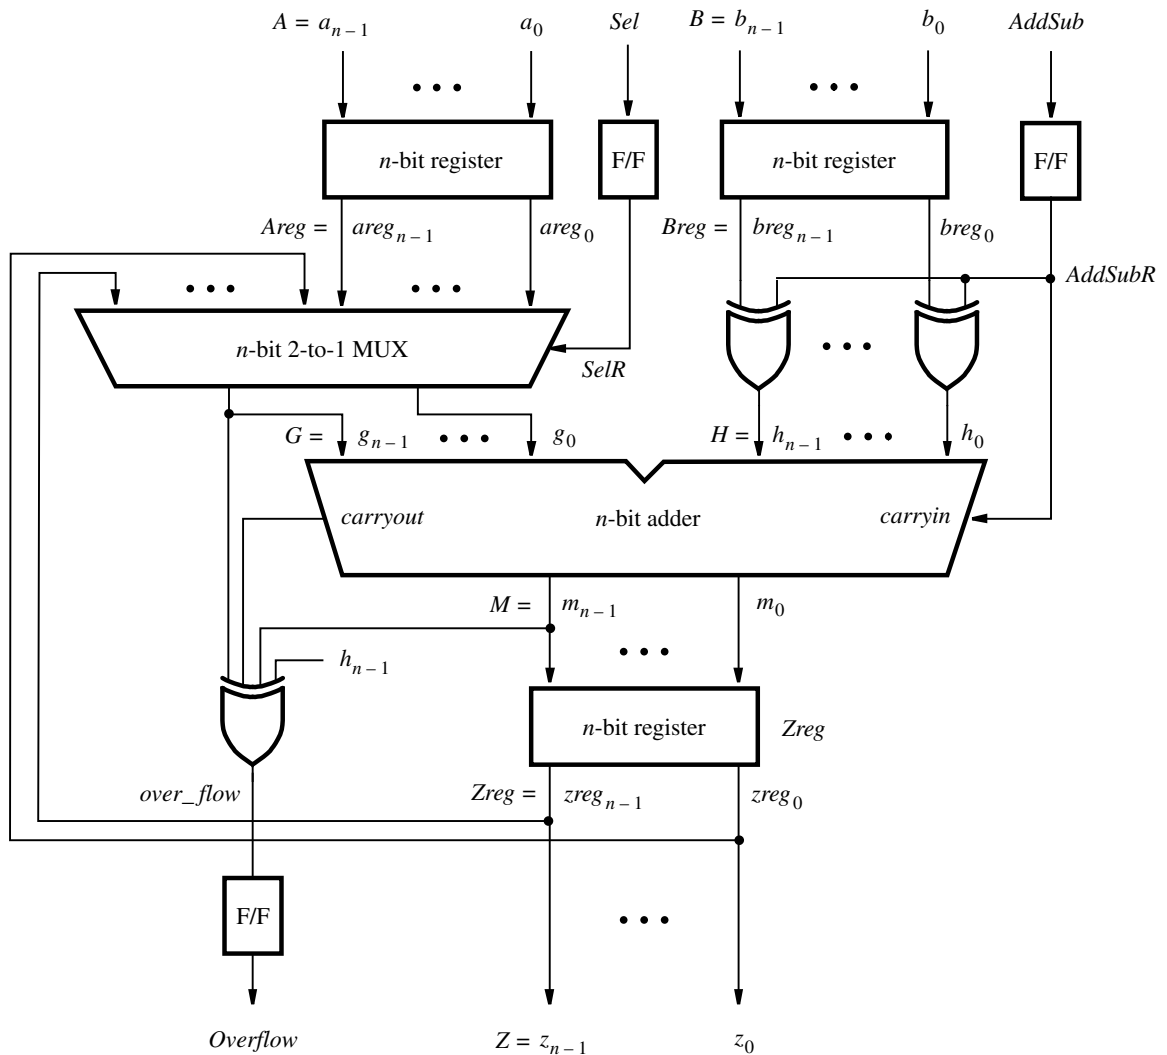 A = a_{n-1} a_0 Sel B = b_{n-1} b_0 AddSub
n-bit register F/F n-bit register F/F
Areg = areg_{n-1} areg_0 Breg = breg_{n-1} breg_0
AddSubR
n-bit 2-to-1 MUX
SelR
G = g_{n-1} g_0 H = h_{n-1} h_0
carryout n-bit adder carryin
M = m_{n-1} m_0
h_{n-1}
n-bit register Zreg
over_flow Zreg = zreg_{n-1} zreg_0
F/F
Overflow Z = z_{n-1} z_0